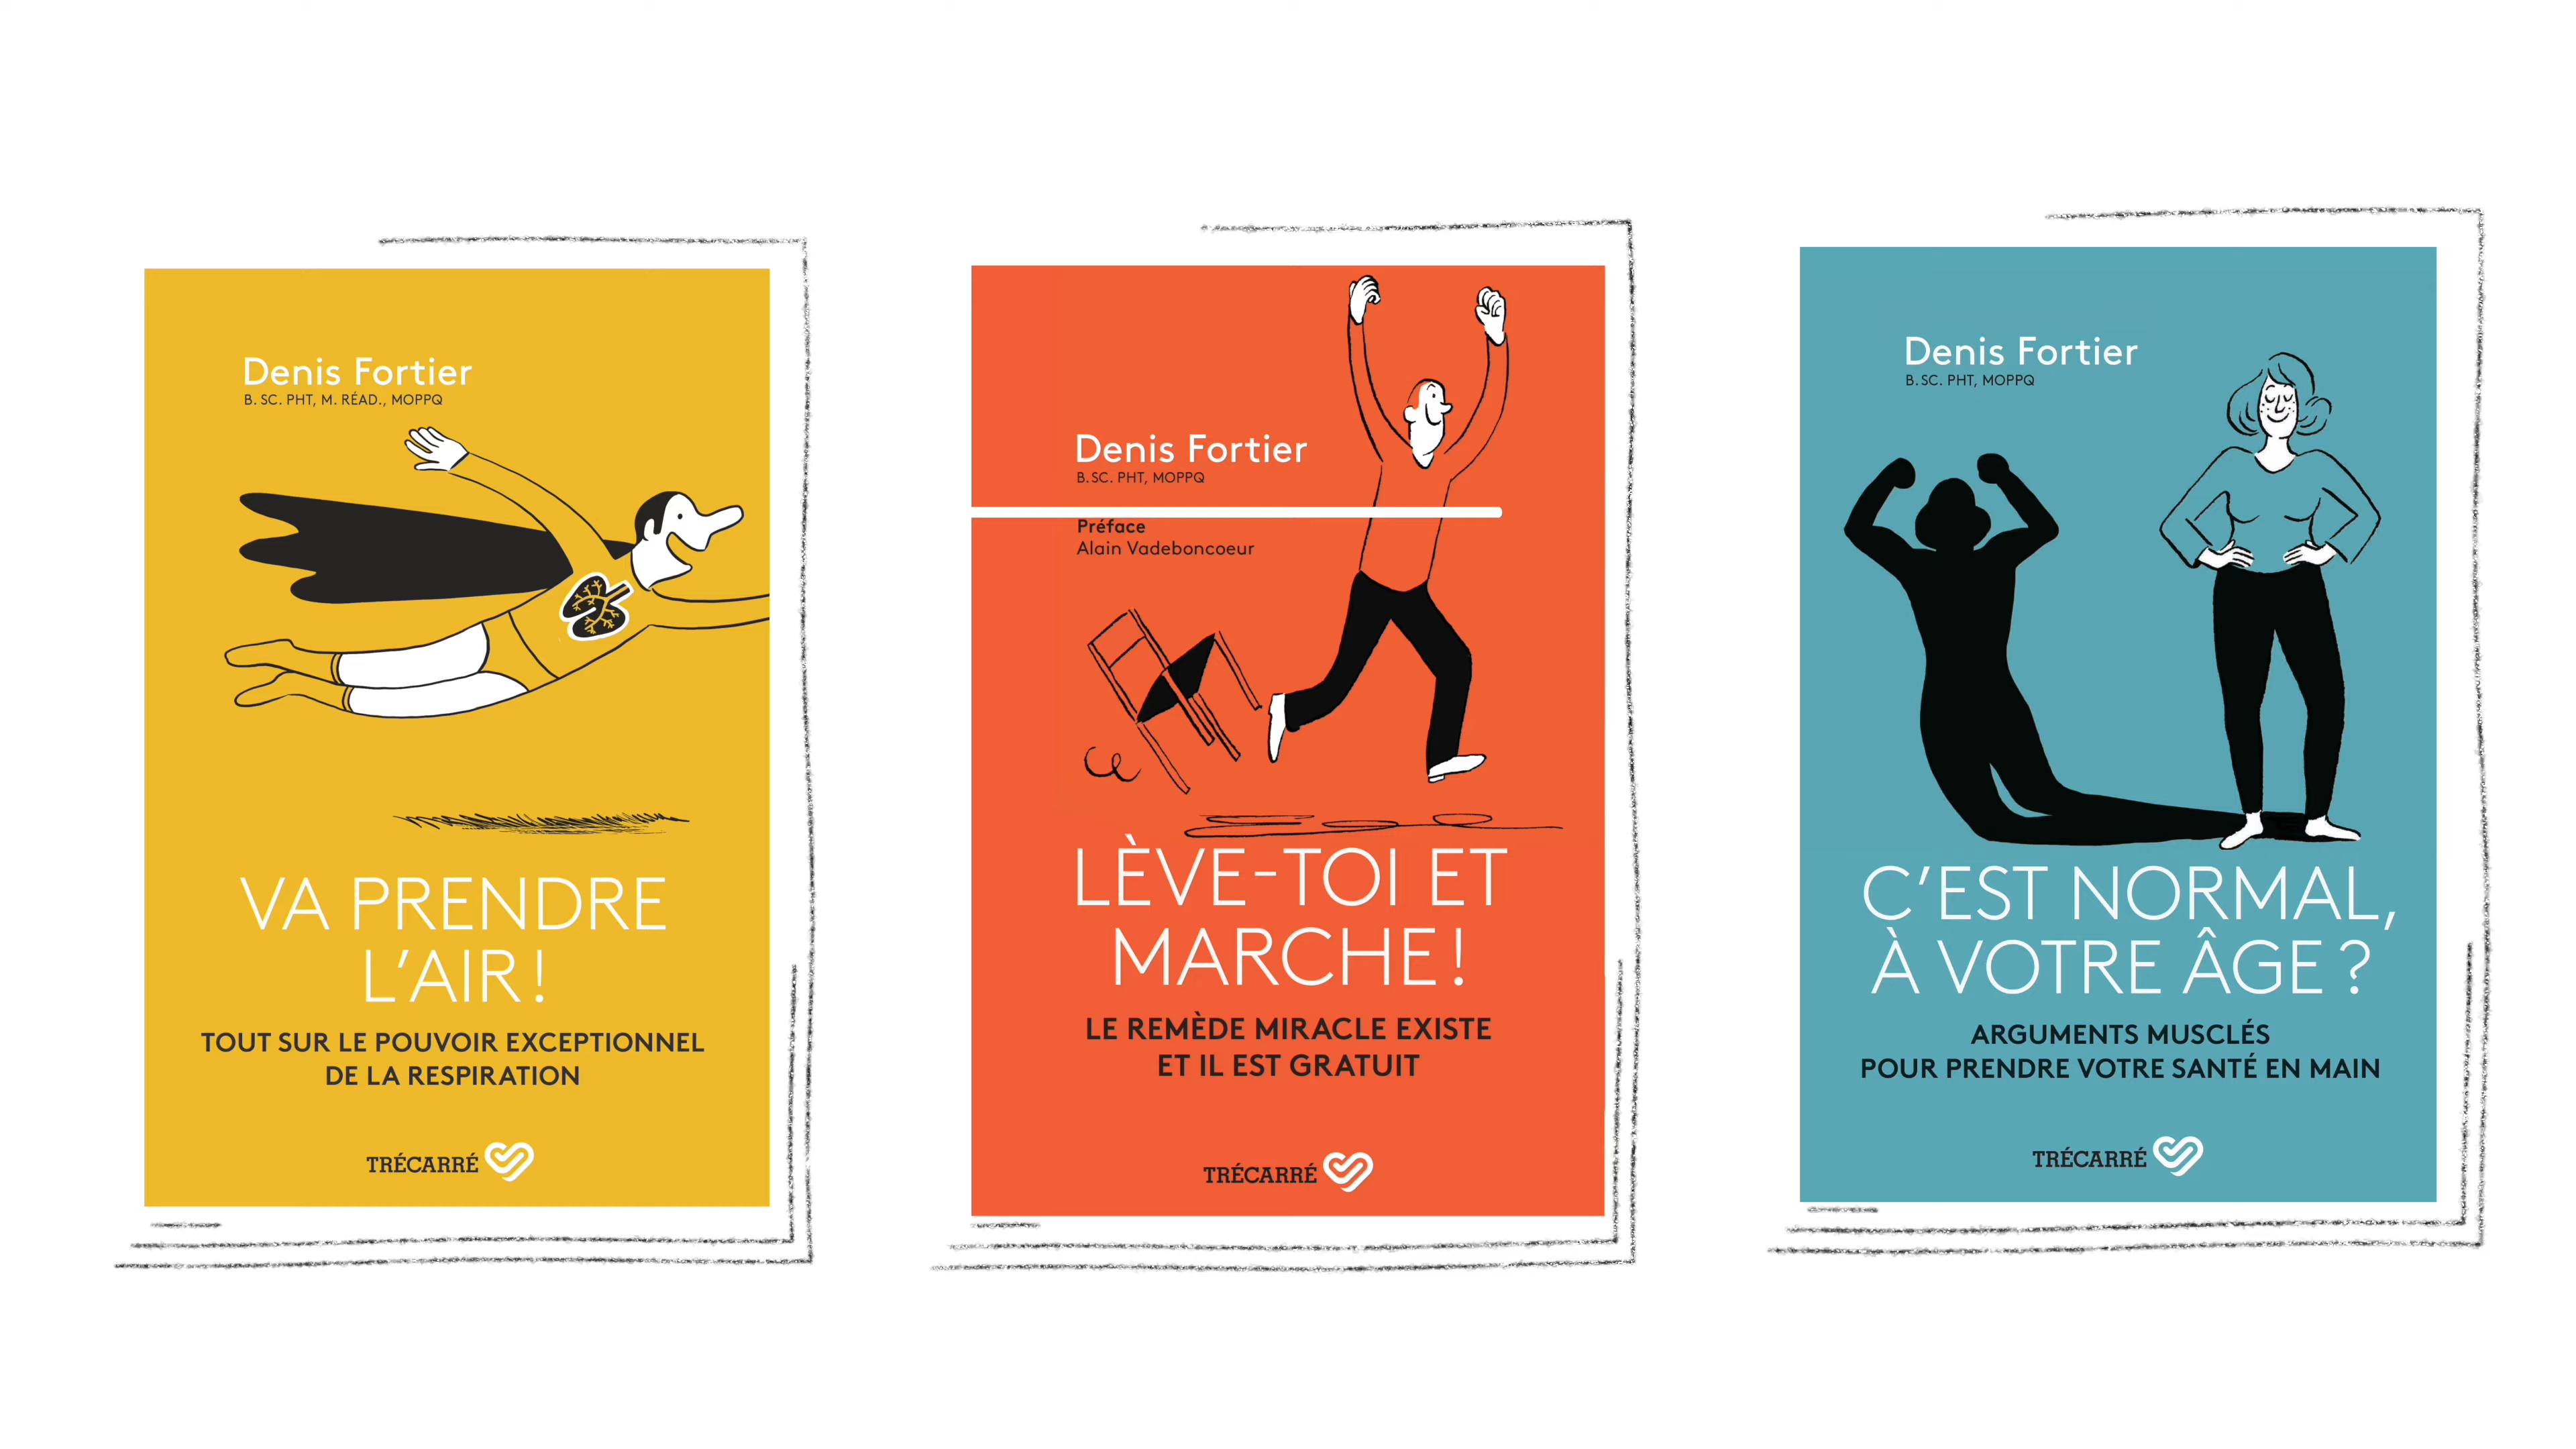 Denis Fortier
B. SC. PHT, M. RÉAD., MOPPQ
VA PRENDRE
L'AIR !
TOUT SUR LE POUVOIR EXCEPTIONNEL
DE LA RESPIRATION
TRÉCARRÉ
Denis Fortier
B.SC. PHT, MOPPQ
Préface
Alain Vadeboncoeur
LÈVE-TOI ET
MARCHE !
LE REMÈDE MIRACLE EXISTE
ET IL EST GRATUIT
TRÉCARRÉ
Denis Fortier
B.SC. PHT, MOPPQ
C'EST NORMAL,
À VOTRE ÂGE ?
ARGUMENTS MUSCLÉS
POUR PRENDRE VOTRE SANTÉ EN MAIN
TRÉCARRÉ